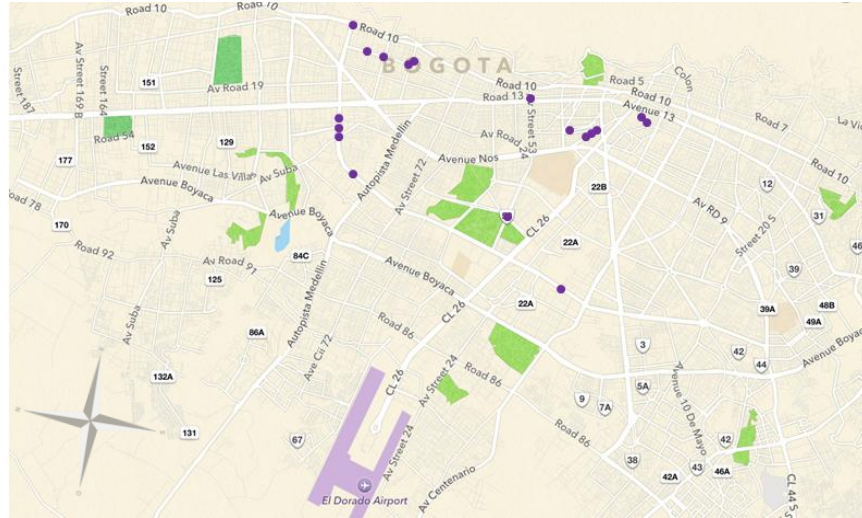 Road 10
Road 10
BOGOTA
Street 187
Av Street 169 B
Street 164
151
Av Road 19
Road 10
Road 5
Colon
Road 10
Road 13
Avenue 13
Road 7
La
Road 54
152
129
177
Avenue Las Villas
Av Suba
Autopista Medellin
Av Street 72
Avenue Nos
Av Road 24
Street 53
Road 10
12
22B
Avenue Boyaca
Road 78
170
Av Suba
Avenue Boyaca
Av RD 9
Street 20 S
31
46
Road 92
84C
CL 26
22A
Av Road 91
125
Avenue Boyaca
39
Av Suba
86A
Autopista Medellin
Road 86
CL 26
22A
39A
48B
49A
Ave Cii 72
Road 86
3
42
44
Avenue Boyac
132A
CL 26
Av Street 24
9
7A
5A
Avenue 10 De Mayo
131
67
Av Street 24
Road 86
38
42
43
46A
42A
CL 44 S
Av Centenario
El Dorado Airport